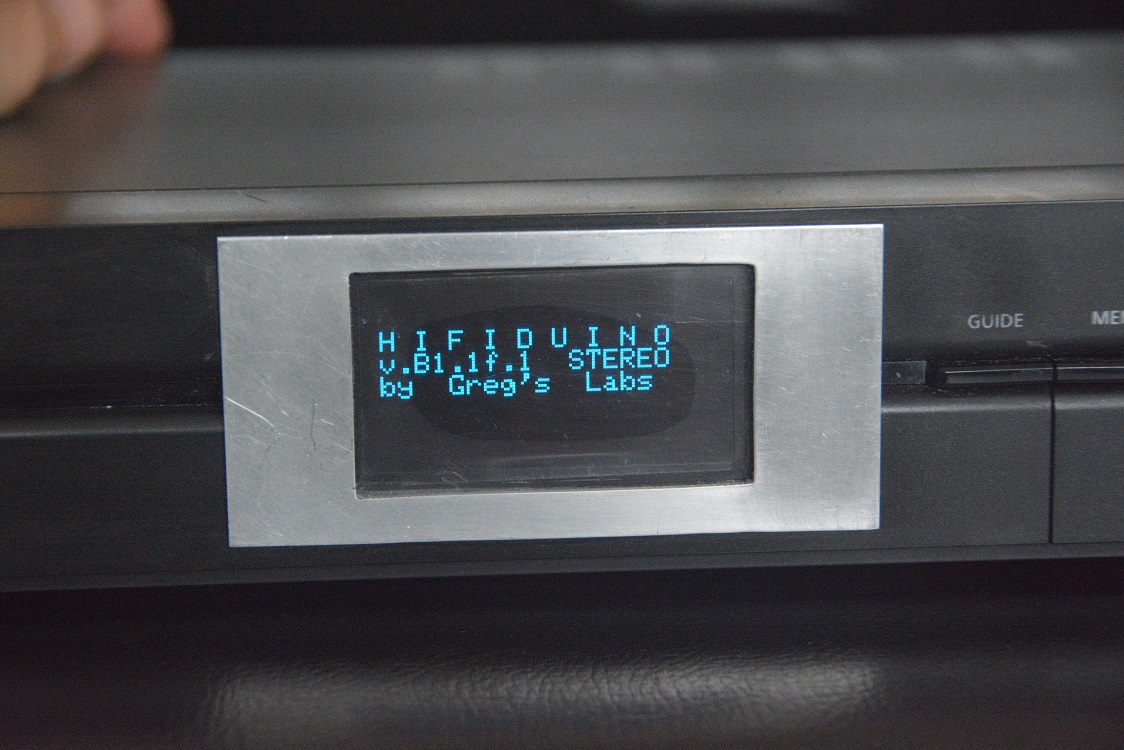 H I F I D U I N O
v.B1.1f.1 STEREO
by Greg's Labs
GUIDE